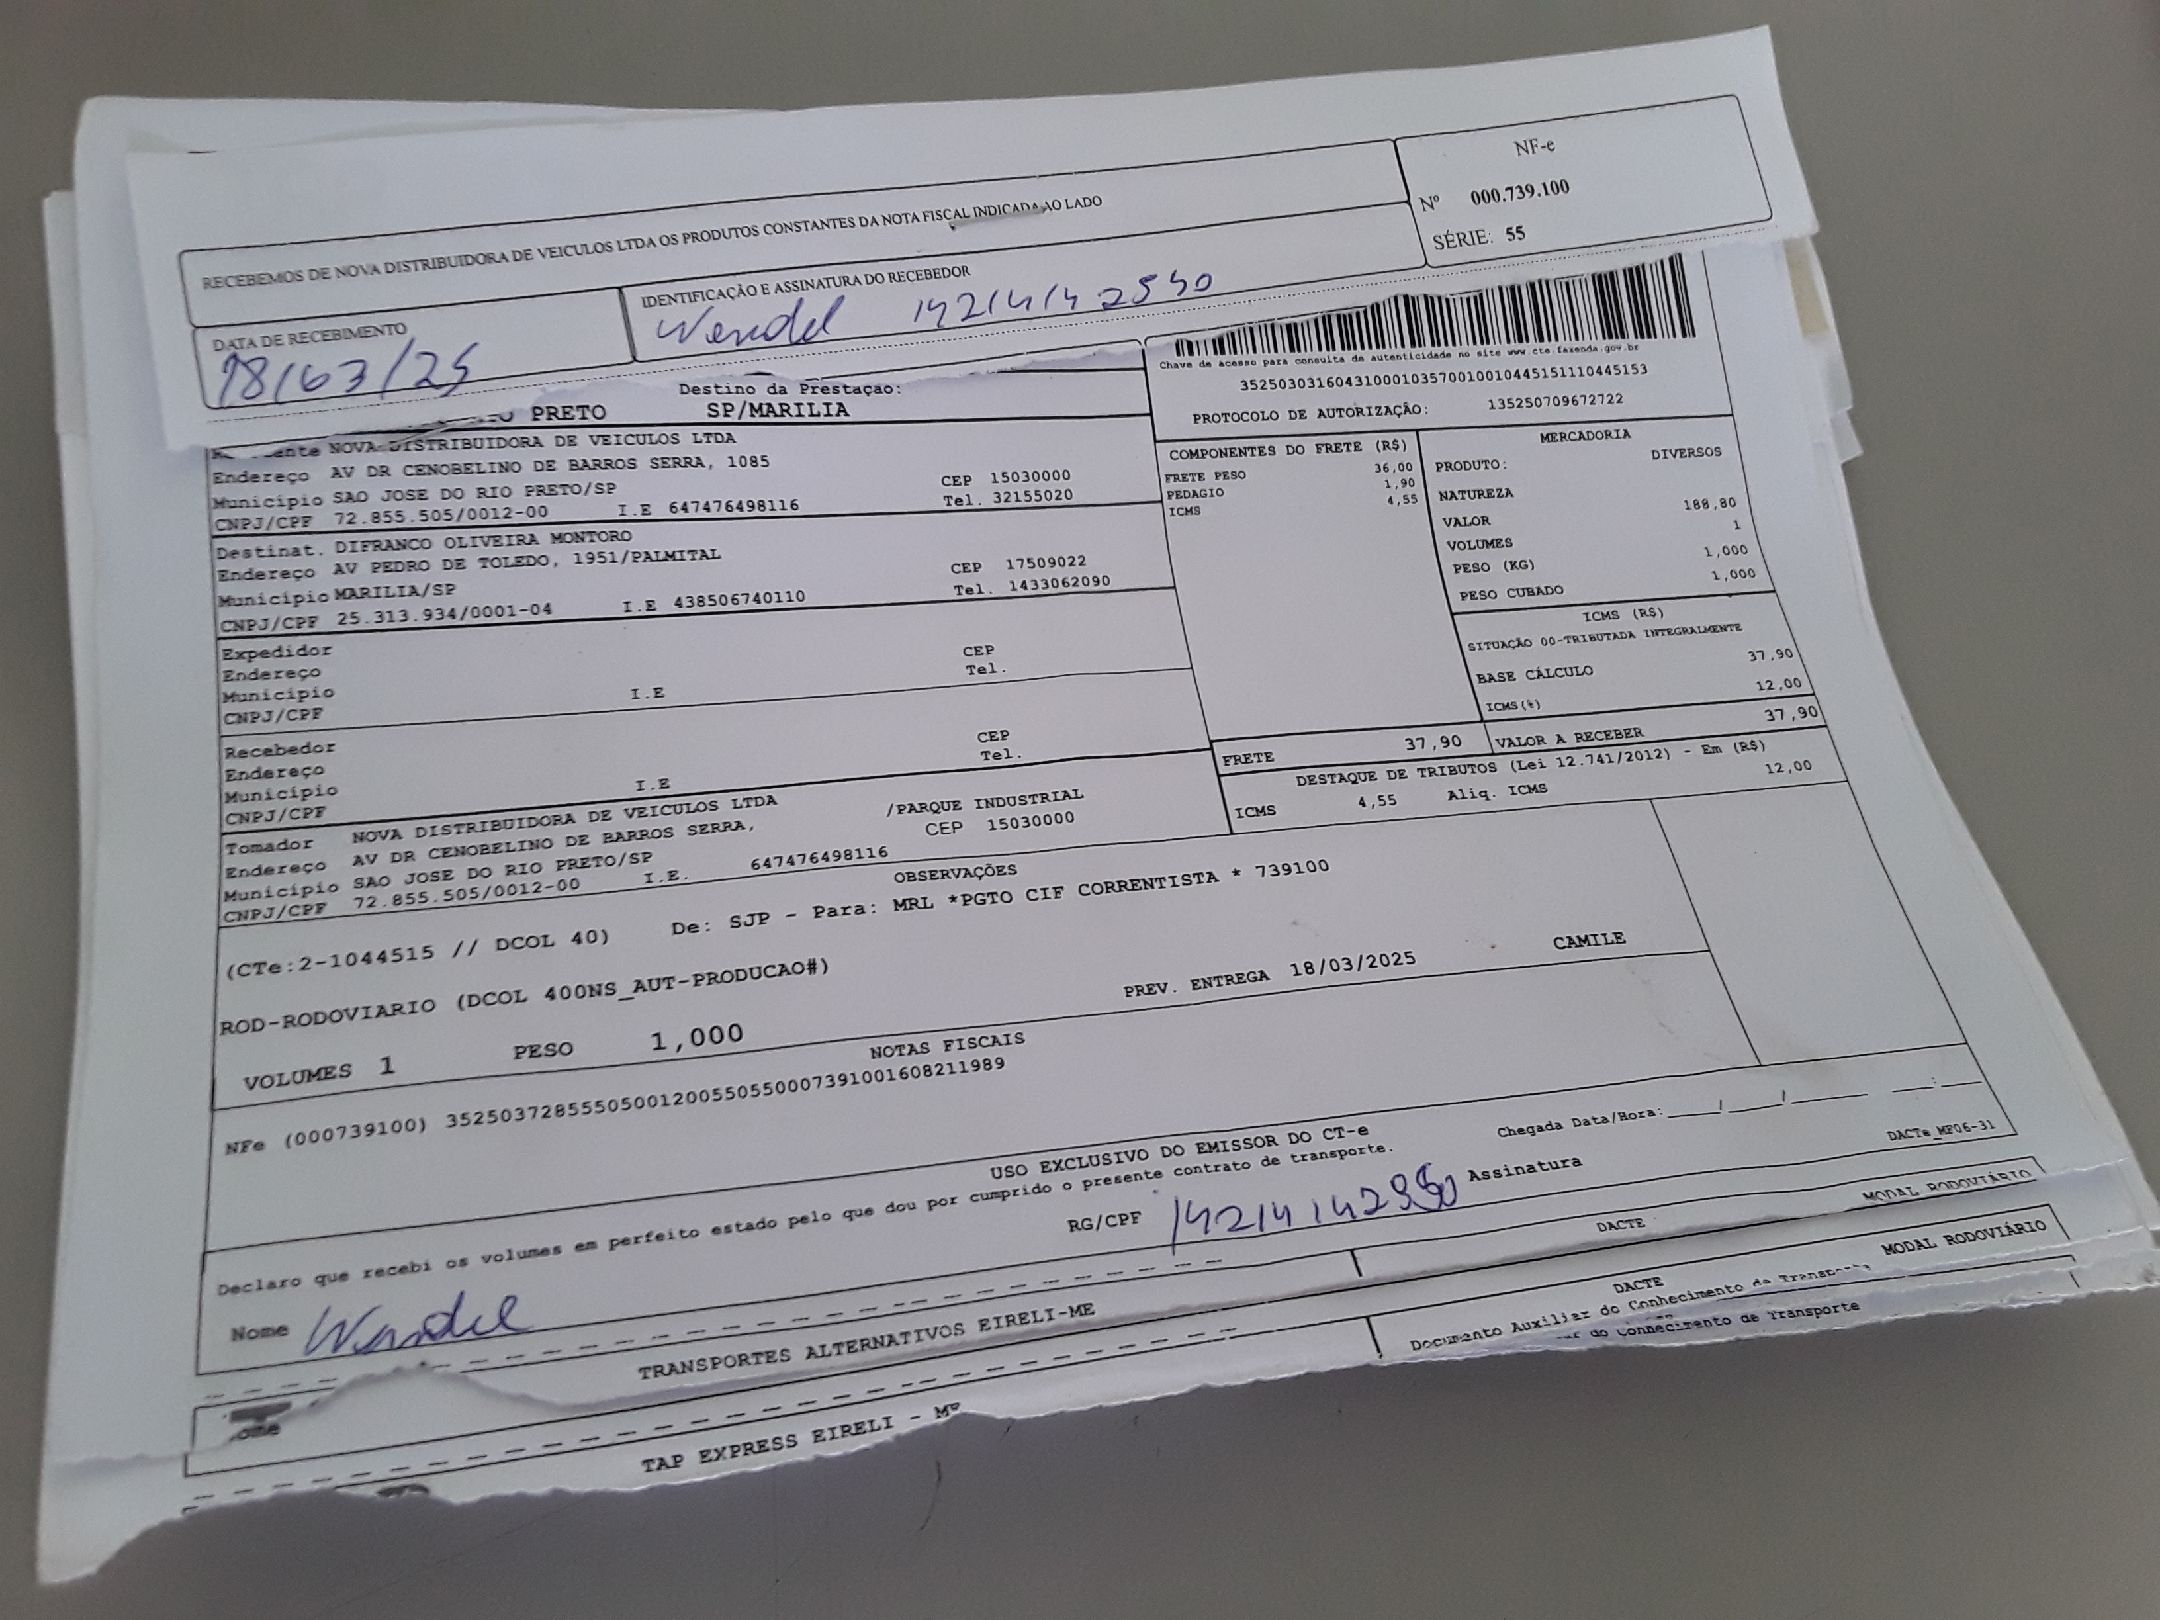 RECEBEMOS DE NOVA DISTRIBUIDORA DE VEICULOS LTDA OS PRODUTOS CONSTANTES DA NOTA FISCAL INDICADA AO LADO
NF-e
Nº 000.739.100
SÉRIE: 55
DATA DE RECEBIMENTO
18/03/25
IDENTIFICAÇÃO E ASSINATURA DO RECEBEDOR
Wendel
PRETO
Destino da Prestaçao:
SP/MARILIA
Chave de acesso para consulta de autenticidade no site www.cte.fazenda.gov.br
35250303160431000103570010010445151110445153
PROTOCOLO DE AUTORIZAÇÃO: 135250709672722
NOVA DISTRIBUIDORA DE VEICULOS LTDA
Endereço AV DR CENOBELINO DE BARROS SERRA, 1085
Município SAO JOSE DO RIO PRETO/SP CEP 15030000
CNPJ/CPF 72.855.505/0012-00 I.E 647476498116 Tel. 32155020
Destinat. DIFRANCO OLIVEIRA MONTORO
Endereço AV PEDRO DE TOLEDO, 1951/PALMITAL
Município MARILIA/SP CEP 17509022
CNPJ/CPF 25.313.934/0001-04 I.E 438506740110 Tel. 1433062090
Expedidor
Endereço CEP
Município Tel.
CNPJ/CPF I.E
Recebedor
Endereço CEP
Município Tel.
CNPJ/CPF I.E
Tomador NOVA DISTRIBUIDORA DE VEICULOS LTDA
Endereço AV DR CENOBELINO DE BARROS SERRA, /PARQUE INDUSTRIAL
Município SAO JOSE DO RIO PRETO/SP CEP 15030000
CNPJ/CPF 72.855.505/0012-00 I.E. 647476498116
COMPONENTES DO FRETE (R$)
FRETE PESO 36,00
PEDAGIO 1,90
ICMS 4,55
MERCADORIA
PRODUTO: DIVERSOS
NATUREZA
VALOR 188,80
VOLUMES 1
PESO (KG) 1,000
PESO CUBADO 1,000
ICMS (R$)
SITUAÇÃO 00-TRIBUTADA INTEGRALMENTE
BASE CÁLCULO 37,90
ICMS(%) 12,00
FRETE 37,90
VALOR A RECEBER 37,90
DESTAQUE DE TRIBUTOS (Lei 12.741/2012) - Em (R$)
ICMS 4,55 Aliq. ICMS 12,00
OBSERVAÇÕES
(CTe:2-1044515 // DCOL 40) De: SJP - Para: MRL *PGTO CIF CORRENTISTA * 739100
ROD-RODOVIARIO (DCOL 400NS_AUT-PRODUCAO#)
PREV. ENTREGA 18/03/2025 CAMILE
VOLUMES 1 PESO 1,000
NOTAS FISCAIS
NFe (000739100) 35250372855505001200550550007391001608211989
USO EXCLUSIVO DO EMISSOR DO CT-e
Declaro que recebi os volumes em perfeito estado pelo que dou por cumprido o presente contrato de transporte.
Chegada Data/Hora: / / :
DACTe_MF06-31
Nome Wendel
RG/CPF
Assinatura
DACTE
MODAL RODOVIÁRIO
TRANSPORTES ALTERNATIVOS EIRELI-ME
DACTE
MODAL RODOVIÁRIO
Documento Auxiliar do Conhecimento de
TAP EXPRESS EIRELI -
do Conhecimento de Transporte